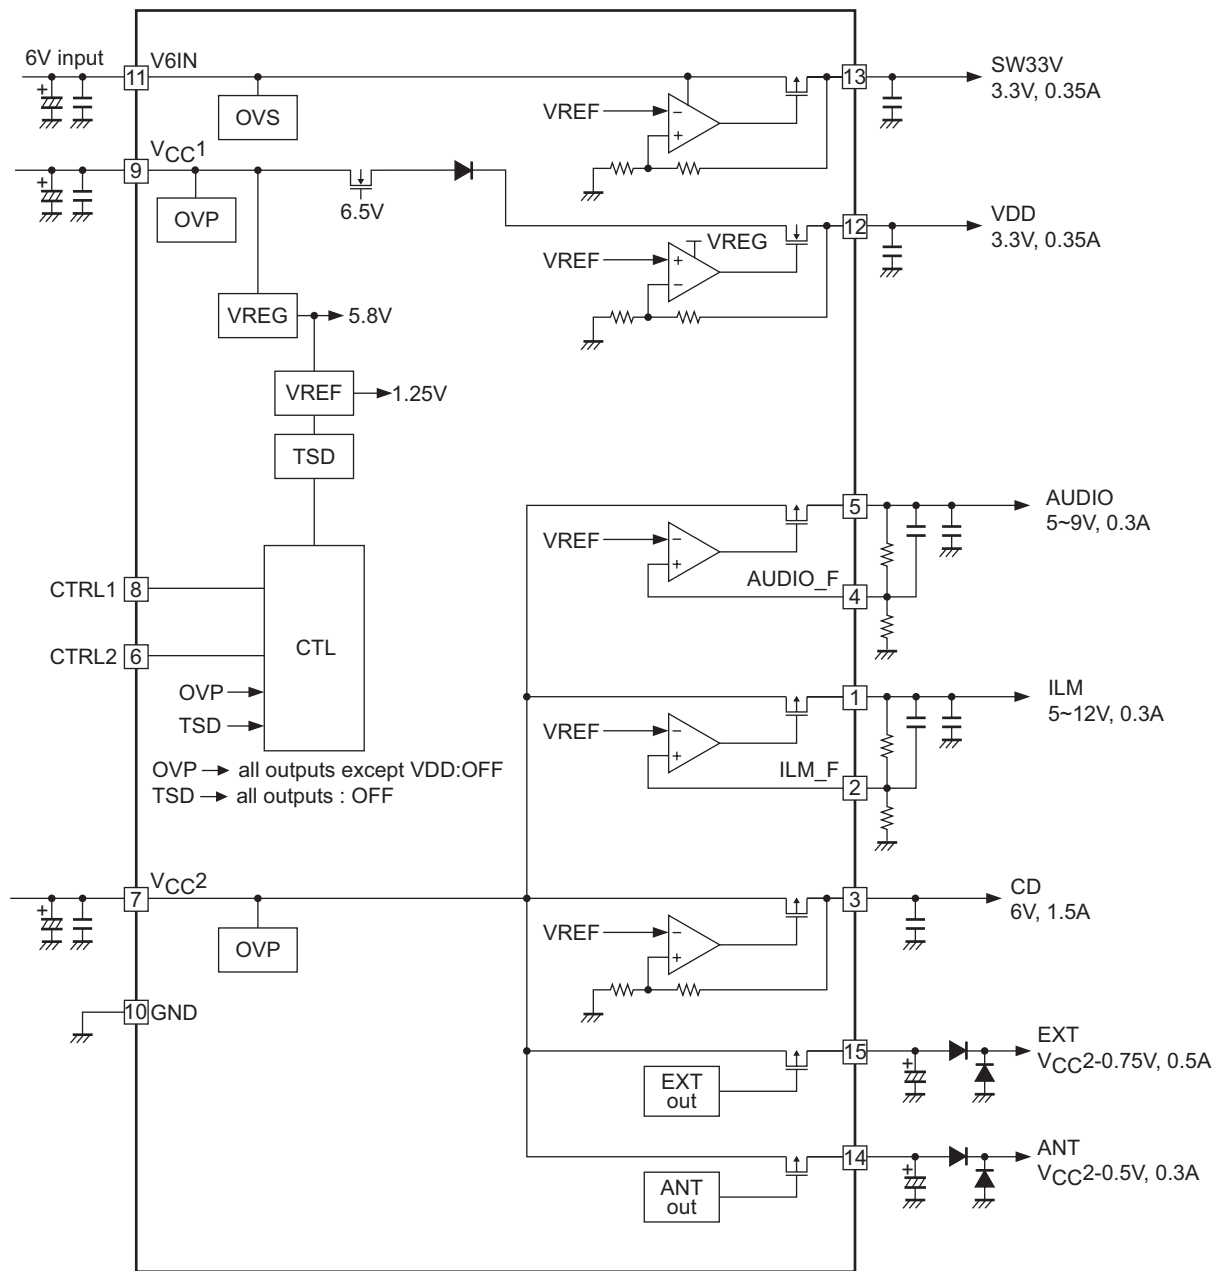 6V input
11
V6IN
OVS
VREF
−
+
13
SW33V
3.3V, 0.35A
9
VCC1
OVP
6.5V
VREG
VREF
+
−
12
VDD
3.3V, 0.35A
VREG
5.8V
VREF
1.25V
TSD
CTRL1
8
CTRL2
6
CTL
OVP
TSD
OVP → all outputs except VDD:OFF
TSD → all outputs : OFF
VREF
−
+
AUDIO_F
5
4
AUDIO
5~9V, 0.3A
VREF
−
+
ILM_F
1
2
ILM
5~12V, 0.3A
+
7
VCC2
OVP
VREF
−
+
3
CD
6V, 1.5A
10
GND
EXT
out
15
+
EXT
VCC2-0.75V, 0.5A
ANT
out
14
+
ANT
VCC2-0.5V, 0.3A